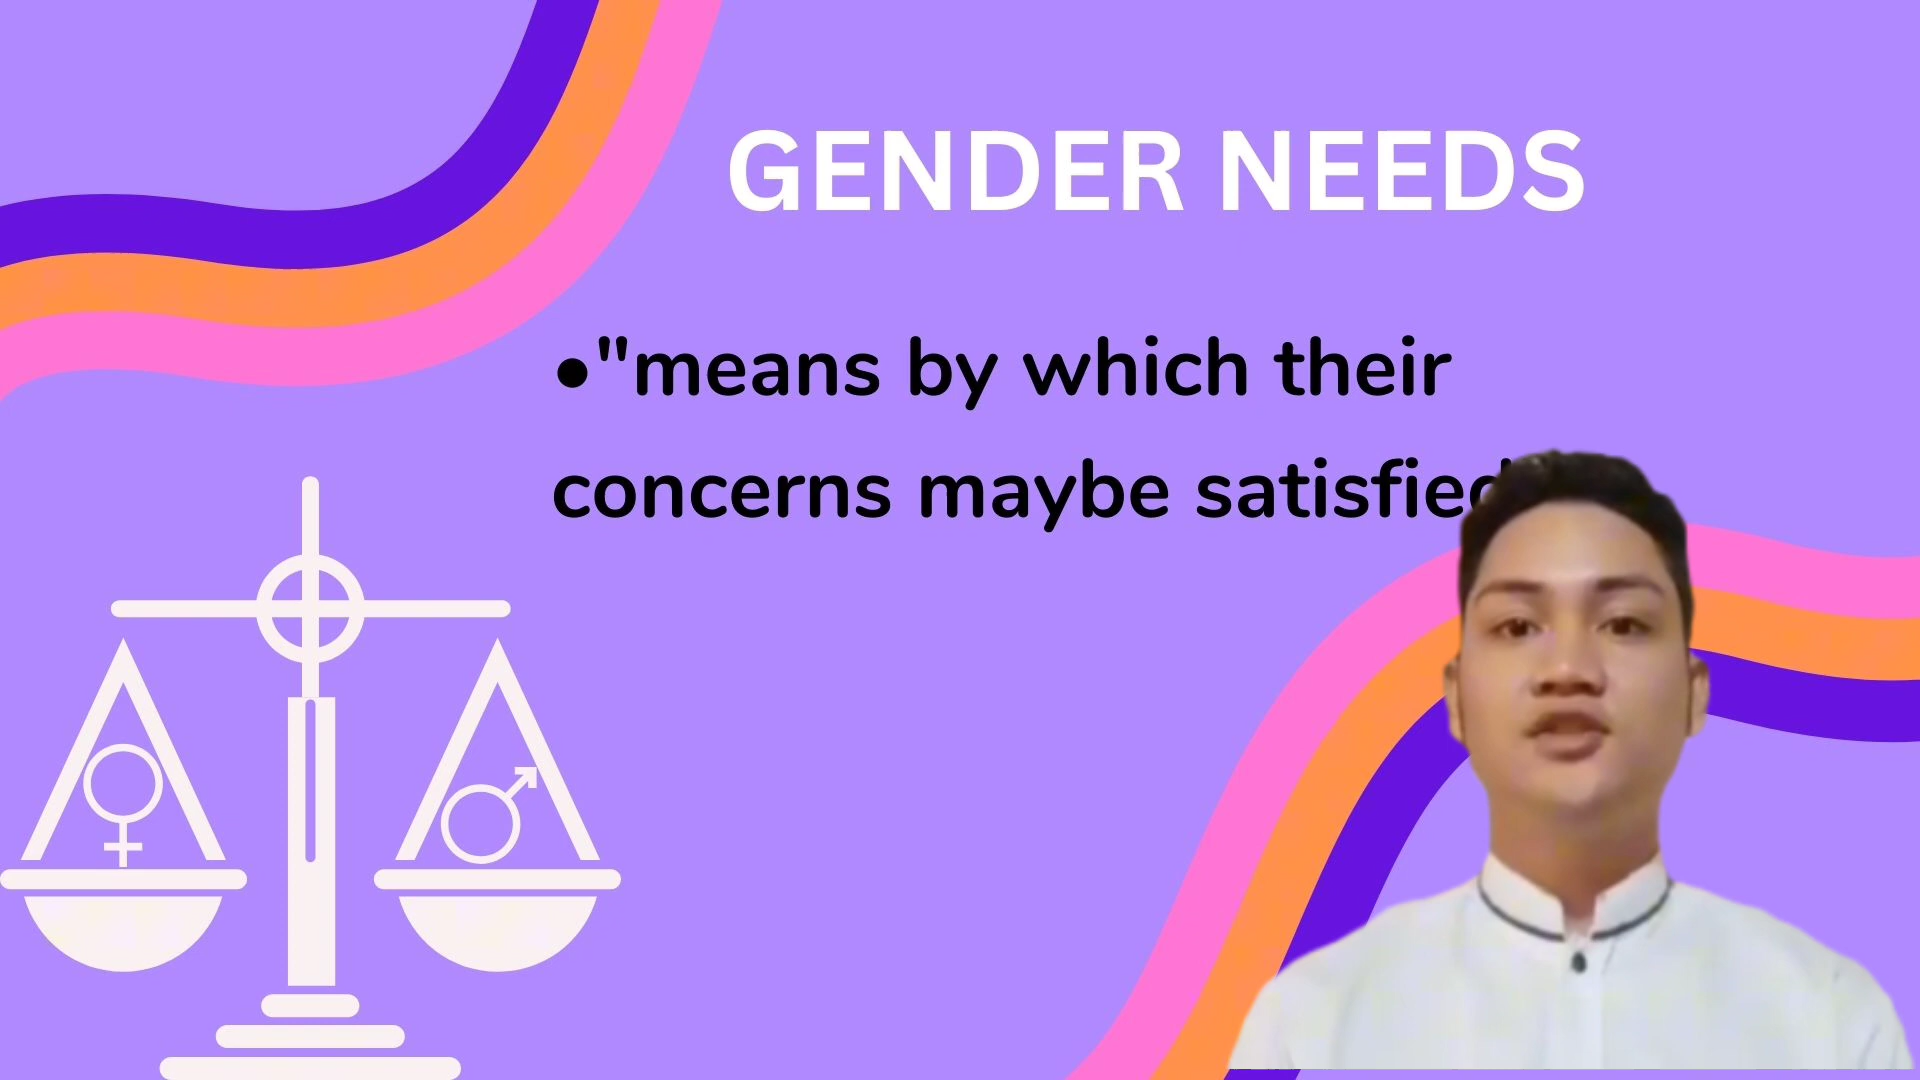 GENDER NEEDS
•"means by which their
concerns maybe satisfied